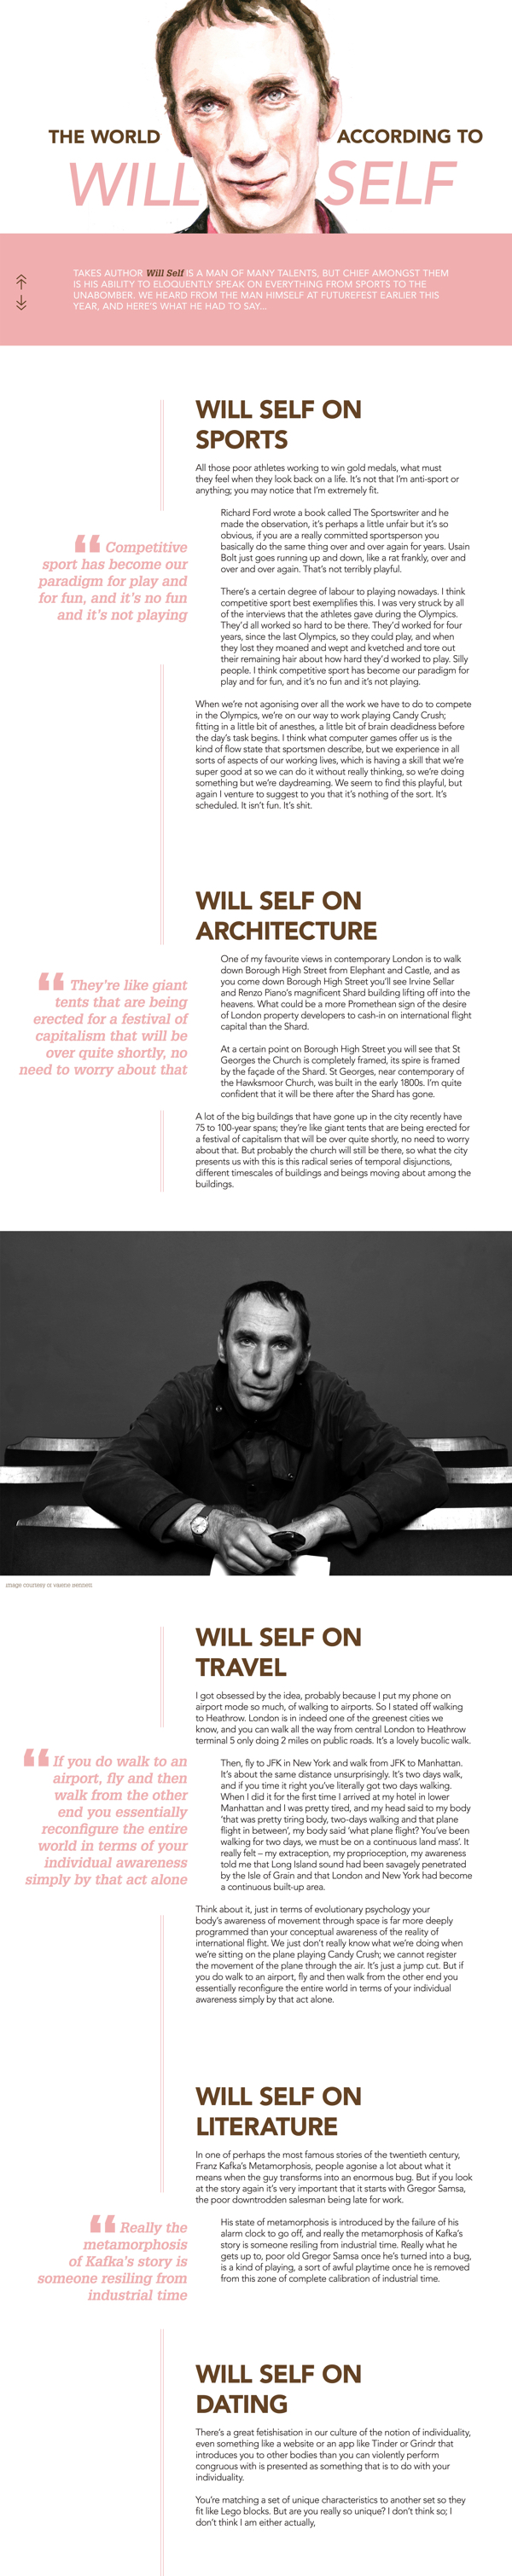 THE WORLD ACCORDING TO
WILL SELF
TAKES AUTHOR Will Self IS A MAN OF MANY TALENTS, BUT CHIEF AMONGST THEM
IS HIS ABILITY TO ELOQUENTLY SPEAK ON EVERYTHING FROM SPORTS TO THE
UNABOMBER. WE HEARD FROM THE MAN HIMSELF AT FUTUREFEST EARLIER THIS
YEAR, AND HERE'S WHAT HE HAD TO SAY...
WILL SELF ON
SPORTS
All those poor athletes working to win gold medals, what must
they feel when they look back on a life. It's not that I'm anti-sport or
anything; you may notice that I'm extremely fit.
Richard Ford wrote a book called The Sportswriter and he
made the observation, it's perhaps a little unfair but it's so
obvious, if you are a really committed sportsperson you
basically do the same thing over and over again for years. Usain
Bolt just goes running up and down, like a rat frankly, over and
over and over again. That's not terribly playful.
“ Competitive
sport has become our
paradigm for play and
for fun, and it's no fun
and it's not playing
There's a certain degree of labour to playing nowadays. I think
competitive sport best exemplifies this. I was very struck by all
of the interviews that the athletes gave during the Olympics.
They'd all worked so hard to be there. They'd worked for four
years, since the last Olympics, so they could play, and when
they lost they moaned and wept and kvetched and tore out
their remaining hair about how hard they'd worked to play. Silly
people. I think competitive sport has become our paradigm for
play and for fun, and it's no fun and it's not playing.
When we're not agonising over all the work we have to do to compete
in the Olympics, we're on our way to work playing Candy Crush;
fitting in a little bit of anesthes, a little bit of brain deadidness before
the day's task begins. I think what computer games offer us is the
kind of flow state that sportsmen describe, but we experience in all
sorts of aspects of our working lives, which is having a skill that we're
super good at so we can do it without really thinking, so we're doing
something but we're daydreaming. We seem to find this playful, but
again I venture to suggest to you that it's nothing of the sort. It's
scheduled. It isn't fun. It's shit.
WILL SELF ON
ARCHITECTURE
One of my favourite views in contemporary London is to walk
down Borough High Street from Elephant and Castle, and as
you come down Borough High Street you'll see Irvine Sellar
and Renzo Piano's magnificent Shard building lifting off into the
heavens. What could be a more Promethean sign of the desire
of London property developers to cash-in on international flight
capital than the Shard.
“ They're like giant
tents that are being
erected for a festival of
capitalism that will be
over quite shortly, no
need to worry about that
At a certain point on Borough High Street you will see that St
Georges the Church is completely framed, its spire is framed
by the façade of the Shard. St Georges, near contemporary of
the Hawksmoor Church, was built in the early 1800s. I'm quite
confident that it will be there after the Shard has gone.
A lot of the big buildings that have gone up in the city recently have
75 to 100-year spans; they're like giant tents that are being erected for
a festival of capitalism that will be over quite shortly, no need to worry
about that. But probably the church will still be there, so what the city
presents us with this is this radical series of temporal disjunctions,
different timescales of buildings and beings moving about among the
buildings.
Image courtesy of Valerie Bennett
WILL SELF ON
TRAVEL
I got obsessed by the idea, probably because I put my phone on
airport mode so much, of walking to airports. So I stated off walking
to Heathrow. London is in indeed one of the greenest cities we
know, and you can walk all the way from central London to Heathrow
terminal 5 only doing 2 miles on public roads. It's a lovely bucolic walk.
“ If you do walk to an
airport, fly and then
walk from the other
end you essentially
reconfigure the entire
world in terms of your
individual awareness
simply by that act alone
Then, fly to JFK in New York and walk from JFK to Manhattan.
It's about the same distance unsurprisingly. It's two days walk,
and if you time it right you've literally got two days walking.
When I did it for the first time I arrived at my hotel in lower
Manhattan and I was pretty tired, and my head said to my body
'that was pretty tiring body, two-days walking and that plane
flight in between', my body said 'what plane flight? You've been
walking for two days, we must be on a continuous land mass'. It
really felt – my extraception, my proprioception, my awareness
told me that Long Island sound had been savagely penetrated
by the Isle of Grain and that London and New York had become
a continuous built-up area.
Think about it, just in terms of evolutionary psychology your
body's awareness of movement through space is far more deeply
programmed than your conceptual awareness of the reality of
international flight. We just don't really know what we're doing when
we're sitting on the plane playing Candy Crush; we cannot register
the movement of the plane through the air. It's just a jump cut. But if
you do walk to an airport, fly and then walk from the other end you
essentially reconfigure the entire world in terms of your individual
awareness simply by that act alone.
WILL SELF ON
LITERATURE
In one of perhaps the most famous stories of the twentieth century,
Franz Kafka's Metamorphosis, people agonise a lot about what it
means when the guy transforms into an enormous bug. But if you look
at the story again it's very important that it starts with Gregor Samsa,
the poor downtrodden salesman being late for work.
“ Really the
metamorphosis
of Kafka's story is
someone resiling from
industrial time
His state of metamorphosis is introduced by the failure of his
alarm clock to go off, and really the metamorphosis of Kafka's
story is someone resiling from industrial time. Really what he
gets up to, poor old Gregor Samsa once he's turned into a bug,
is a kind of playing, a sort of awful playtime once he is removed
from this zone of complete calibration of industrial time.
WILL SELF ON
DATING
There's a great fetishisation in our culture of the notion of individuality,
even something like a website or an app like Tinder or Grindr that
introduces you to other bodies than you can violently perform
congruous with is presented as something that is to do with your
individuality.
You're matching a set of unique characteristics to another set so they
fit like Lego blocks. But are you really so unique? I don't think so; I
don't think I am either actually,